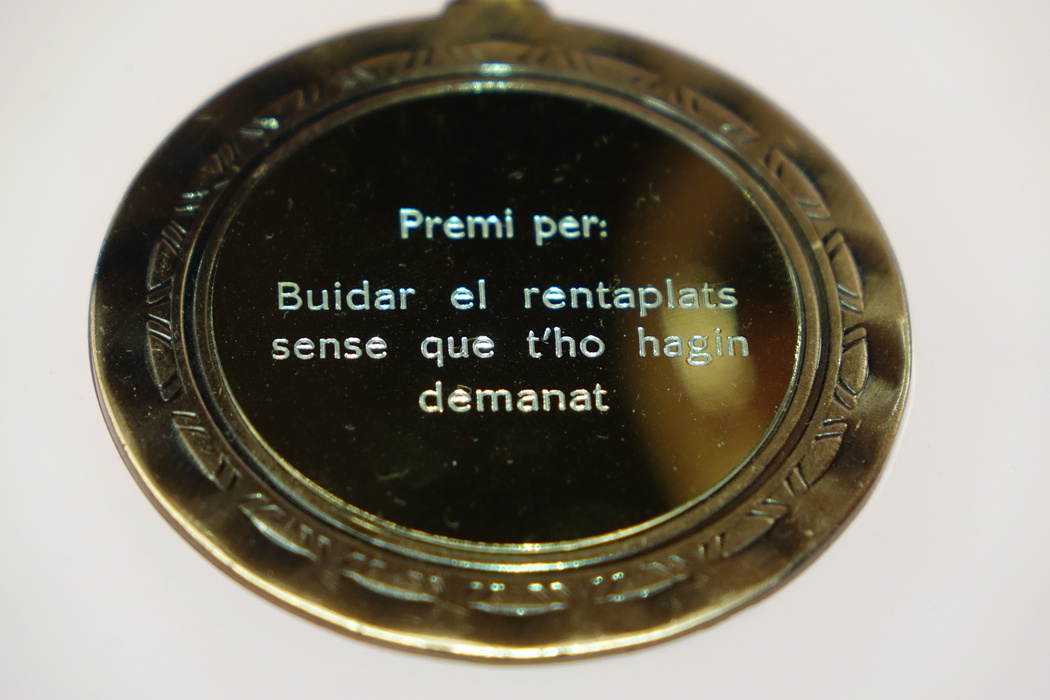 Premi per:
Buidar el rentaplats
sense que t'ho hagin
demanat